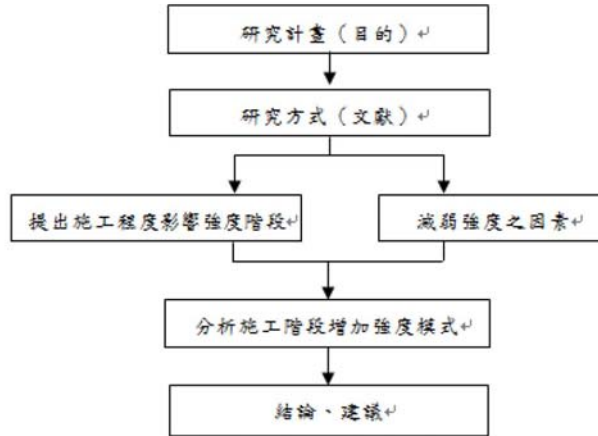 研究計畫（目的）
研究方式（文獻）
提出施工程度影響強度階段
減弱強度之因素
分析施工階段增加強度模式
結論、建議